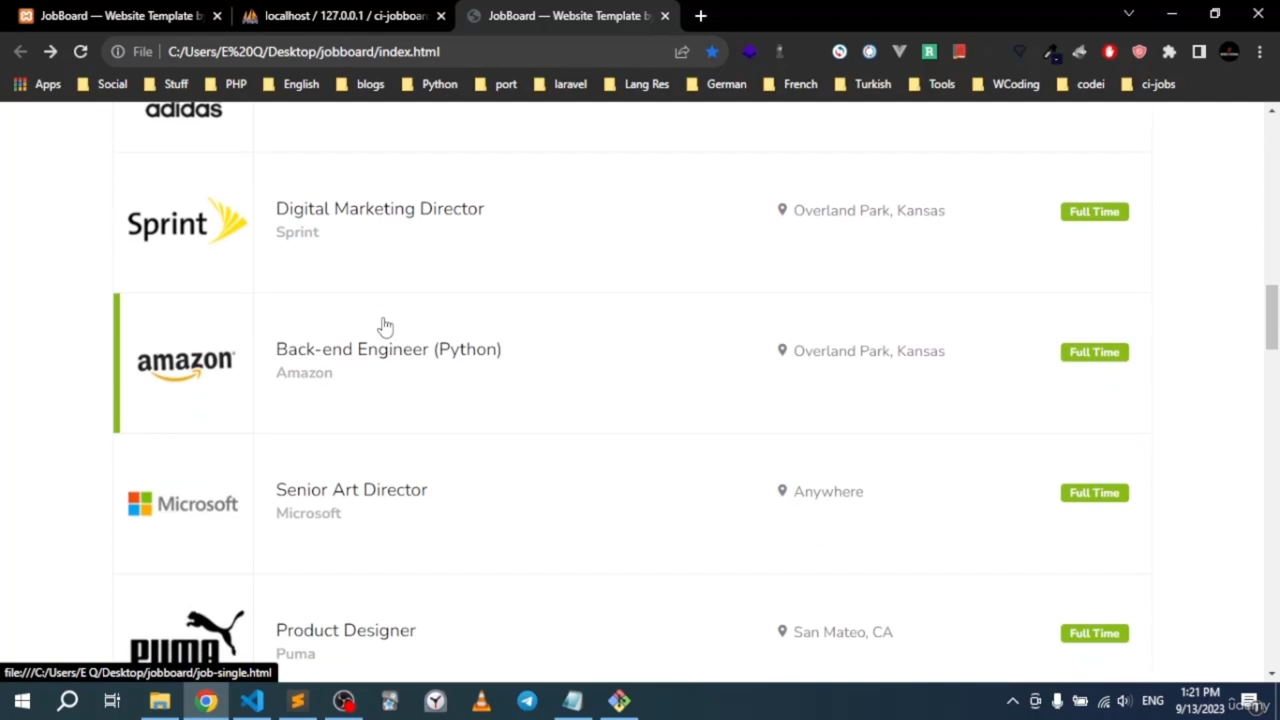 JobBoard — Website Template by
localhost / 127.0.0.1 / ci-jobboar
JobBoard — Website Template by
File
C:/Users/E%20Q/Desktop/jobboard/index.html
Apps
Social
Stuff
PHP
English
blogs
Python
port
laravel
Lang Res
German
French
Turkish
Tools
WCoding
codei
ci-jobs
adidas
Sprint
Digital Marketing Director
Sprint
Overland Park, Kansas
Full Time
amazon
Back-end Engineer (Python)
Amazon
Overland Park, Kansas
Full Time
Microsoft
Senior Art Director
Microsoft
Anywhere
Full Time
PUMA
Product Designer
Puma
San Mateo, CA
Full Time
file:///C:/Users/E Q/Desktop/jobboard/job-single.html
ENG
1:21 PM
9/13/2023
udemy